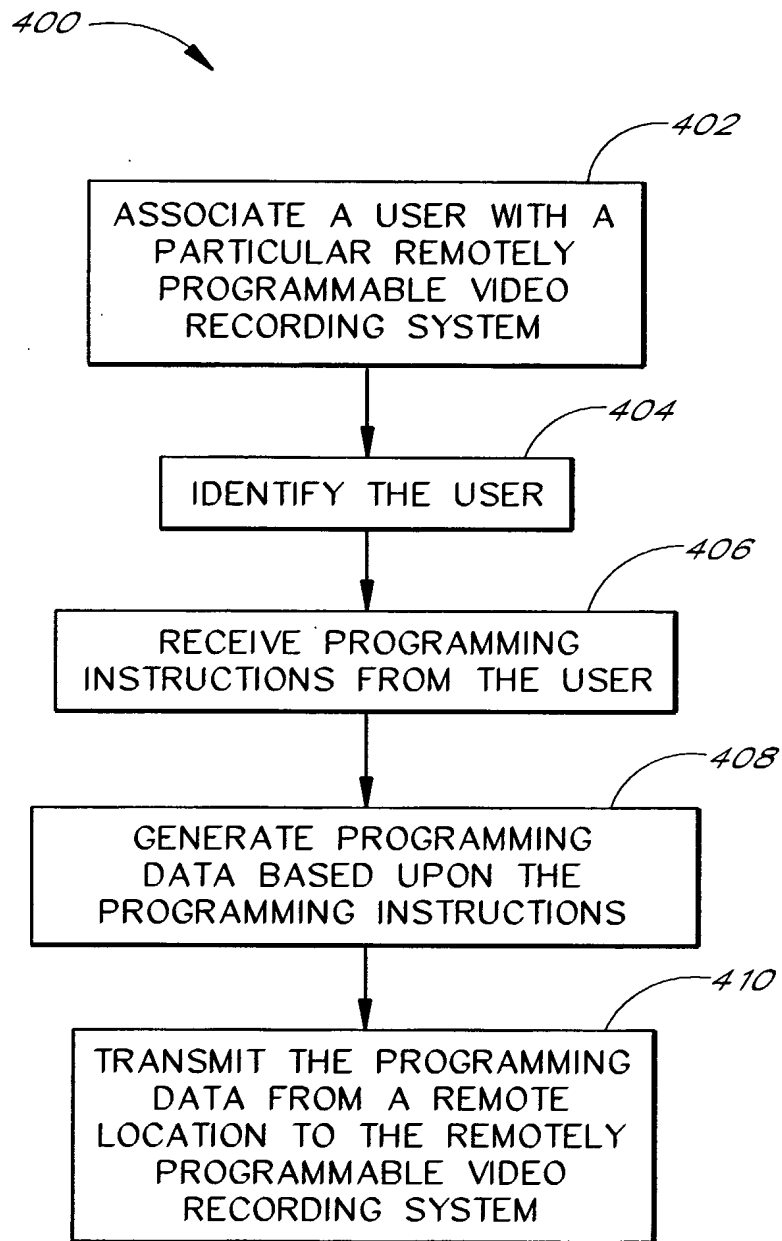 400
402
ASSOCIATE A USER WITH A
PARTICULAR REMOTELY
PROGRAMMABLE VIDEO
RECORDING SYSTEM
404
IDENTIFY THE USER
406
RECEIVE PROGRAMMING
INSTRUCTIONS FROM THE USER
408
GENERATE PROGRAMMING
DATA BASED UPON THE
PROGRAMMING INSTRUCTIONS
410
TRANSMIT THE PROGRAMMING
DATA FROM A REMOTE
LOCATION TO THE REMOTELY
PROGRAMMABLE VIDEO
RECORDING SYSTEM